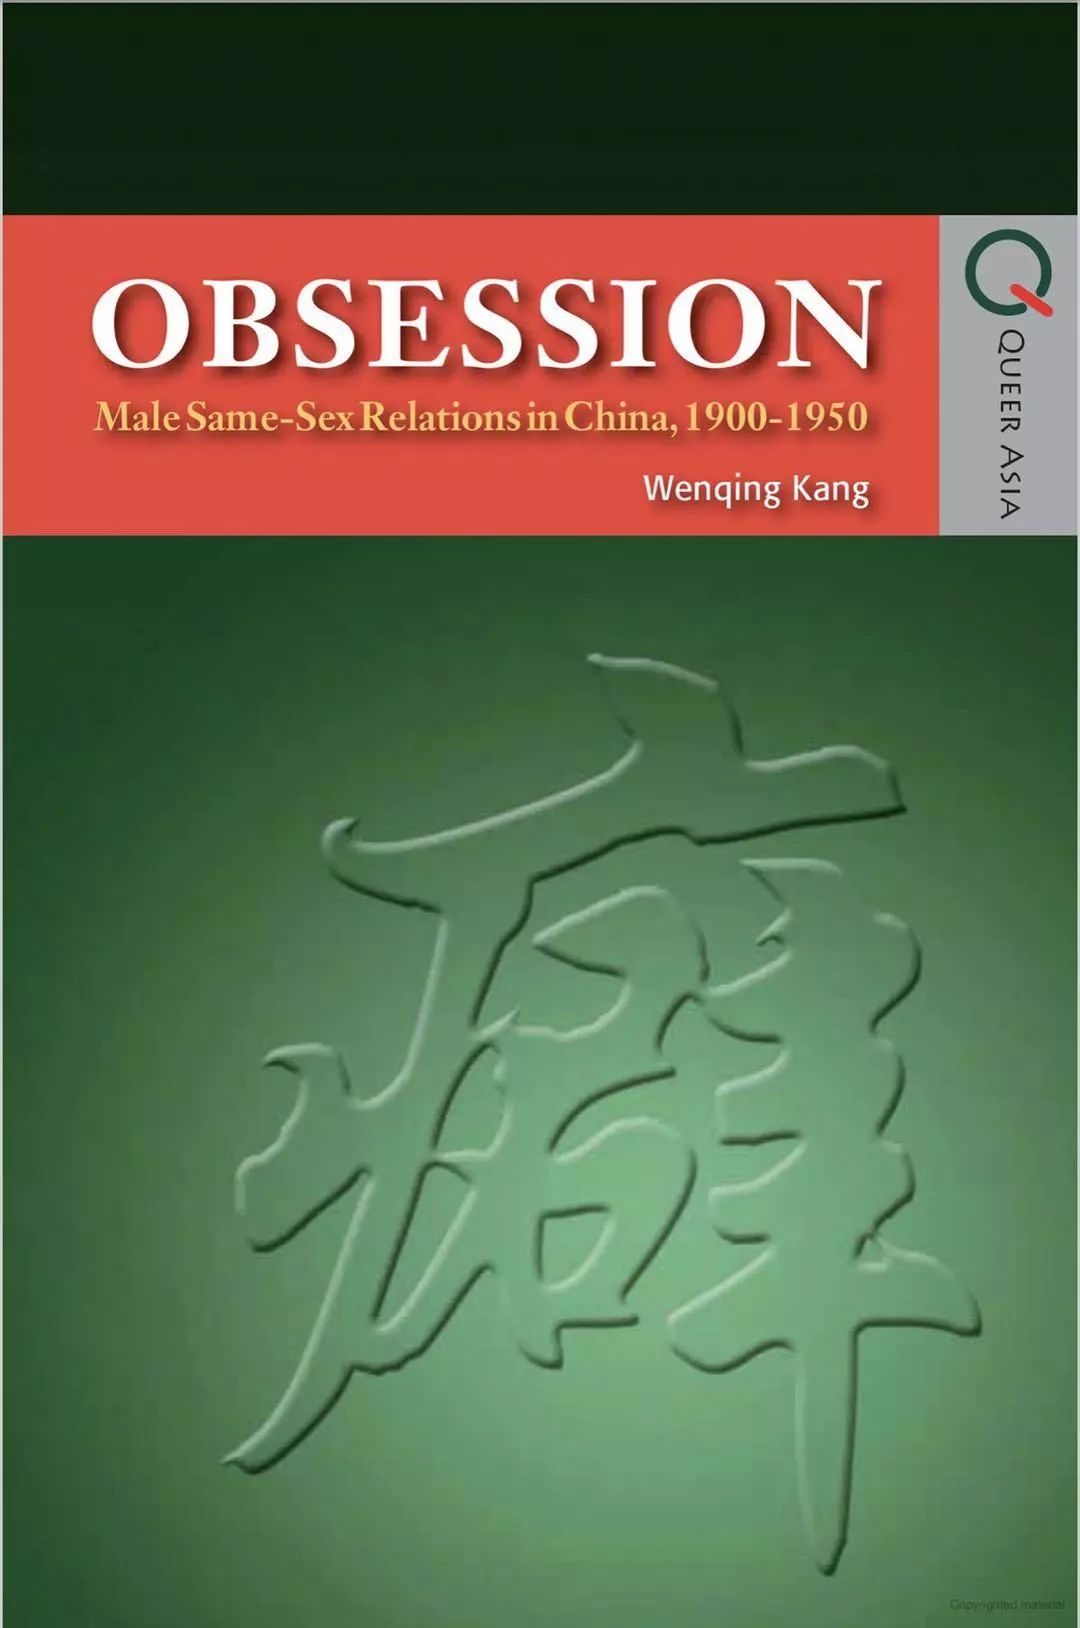 OBSESSION
Male Same-Sex Relations in China, 1900-1950
Wenqing Kang
QUEER ASIA
癖
Copyrighted material